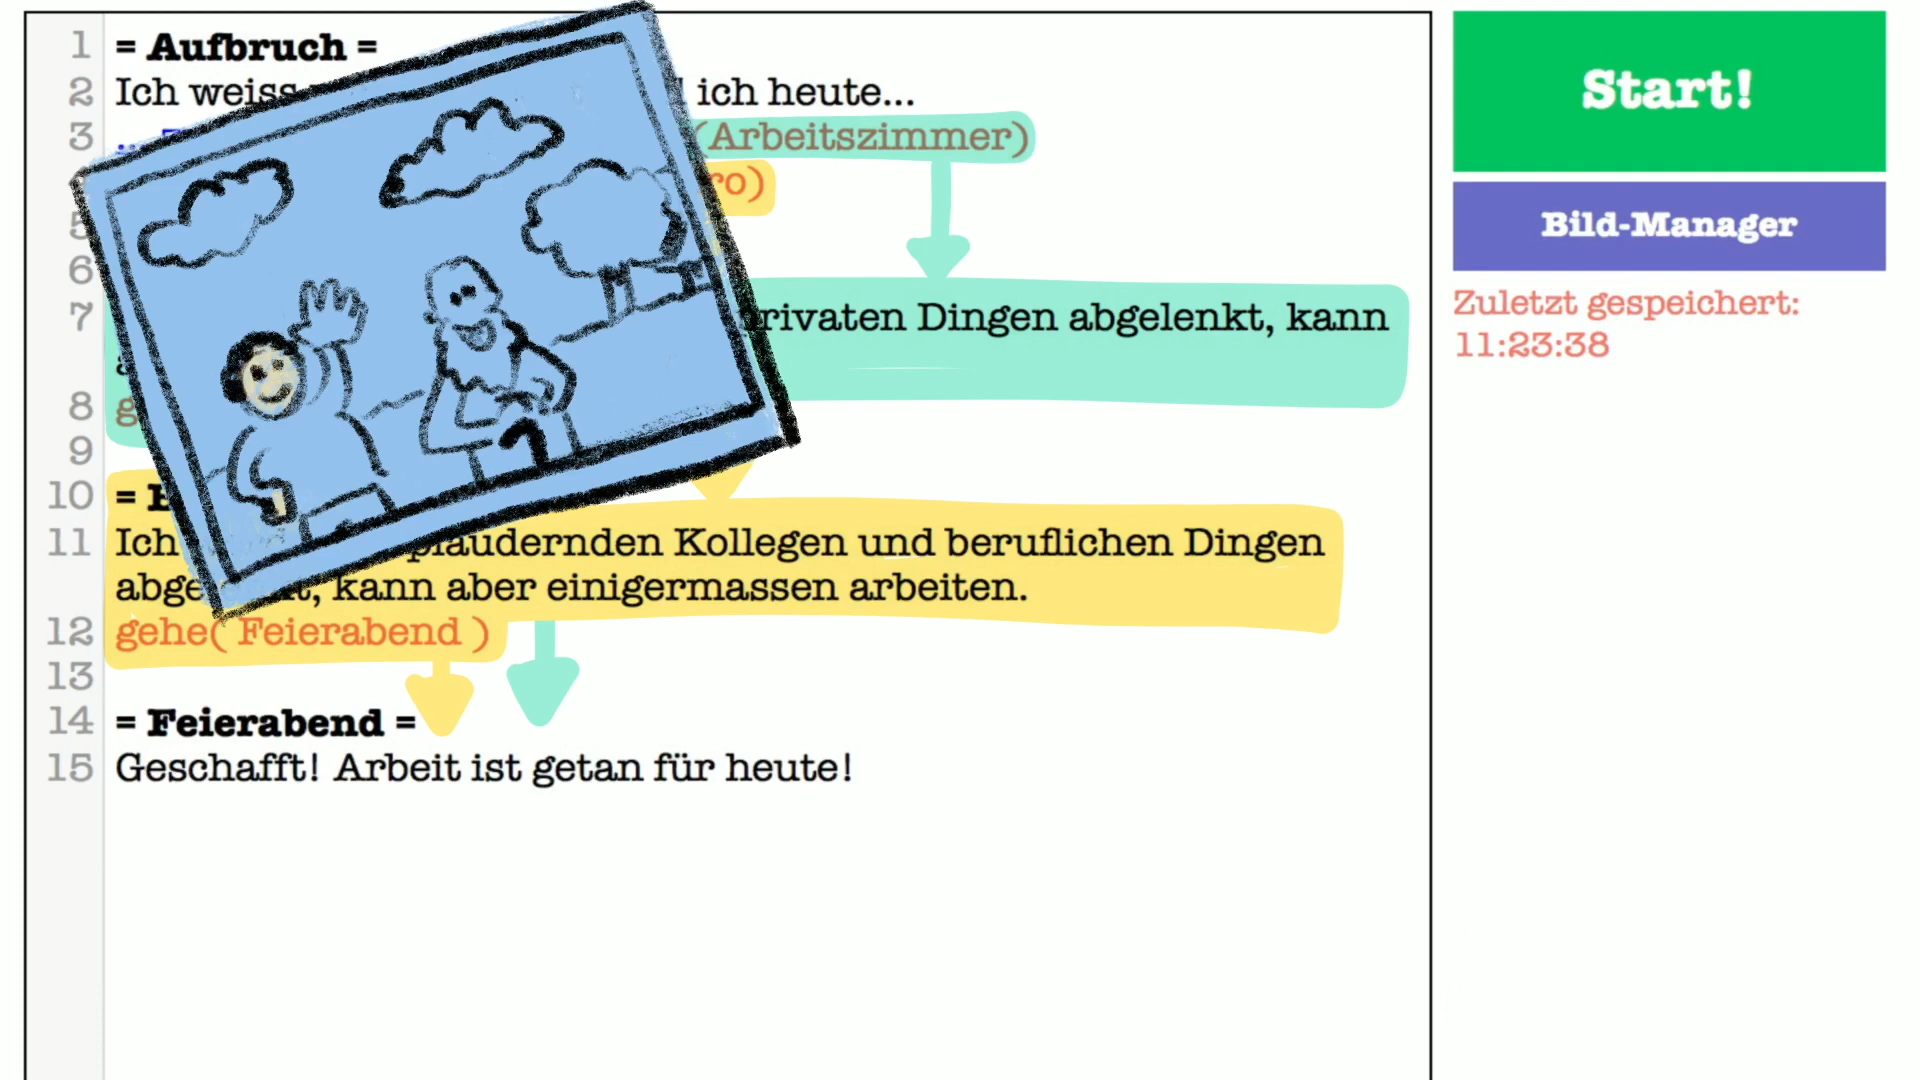 1 = Aufbruch =
2 Ich weiss ich heute...
3 ... (Arbeitszimmer)
ro)
5
6
7 rivaten Dingen abgelenkt, kann
8 g
9
10 = B
11 Ich plaudernden Kollegen und beruflichen Dingen
abge t, kann aber einigermassen arbeiten.
12 gehe( Feierabend )
13
14 = Feierabend =
15 Geschafft! Arbeit ist getan für heute!
Start!
Bild-Manager
Zuletzt gespeichert:
11:23:38